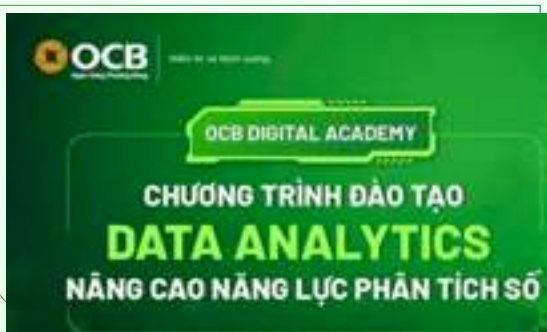 OCB
OCB DIGITAL ACADEMY
CHƯƠNG TRÌNH ĐÀO TẠO
DATA ANALYTICS
NÂNG CAO NĂNG LỰC PHÂN TÍCH SỐ